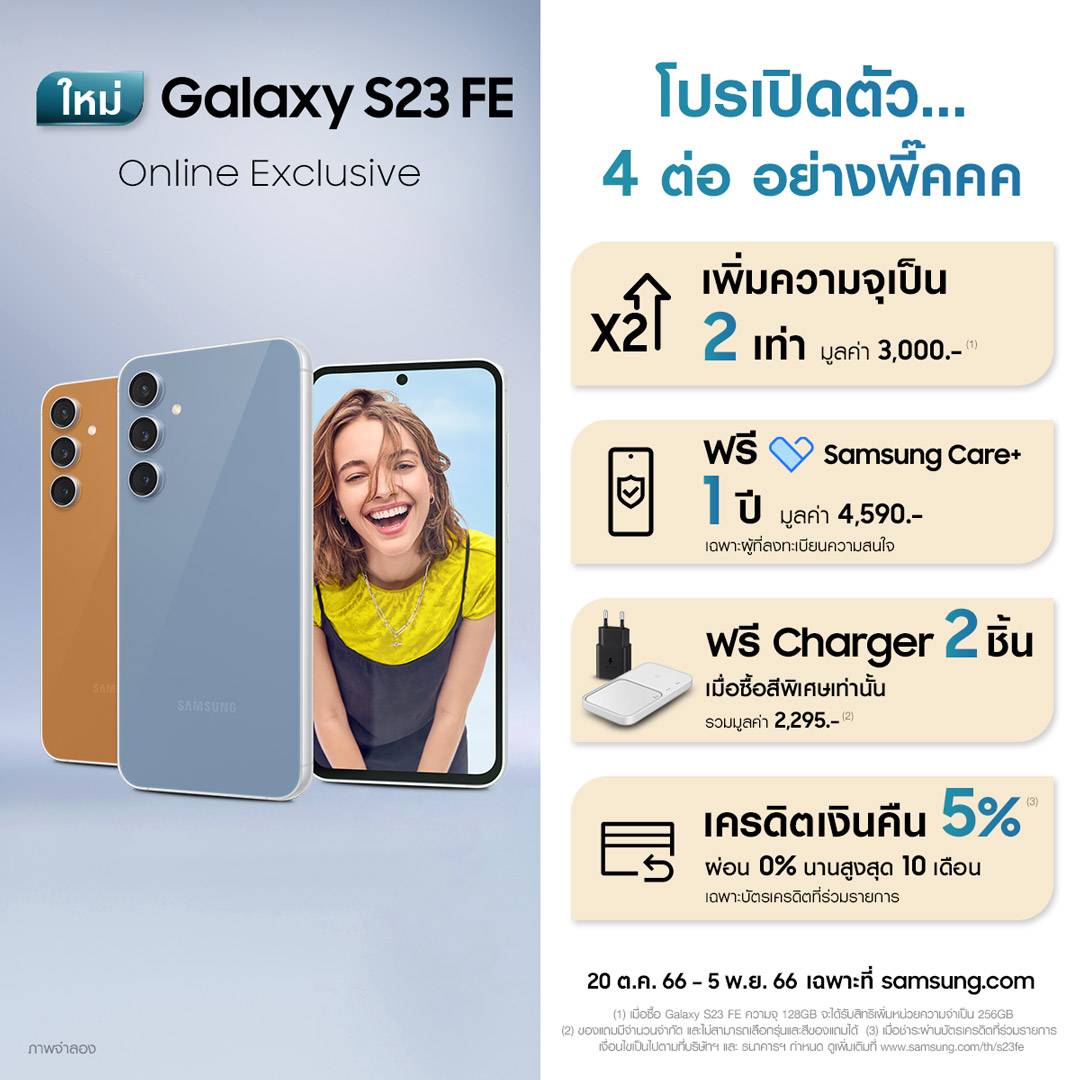 ใหม่ Galaxy S23 FE
Online Exclusive
SAMSUNG
SAM
ภาพจำลอง
โปรเปิดตัว...
4 ต่อ อย่างพี๊คคค
X2
เพิ่มความจุเป็น
2 เท่า มูลค่า 3,000.- (1)
ฟรี Samsung Care+
1 ปี มูลค่า 4,590.-
เฉพาะผู้ที่ลงทะเบียนความสนใจ
ฟรี Charger 2 ชิ้น
เมื่อซื้อสีพิเศษเท่านั้น
รวมมูลค่า 2,295.- (2)
เครดิตเงินคืน 5% (3)
ผ่อน 0% นานสูงสุด 10 เดือน
เฉพาะบัตรเครดิตที่ร่วมรายการ
20 ต.ค. 66 - 5 พ.ย. 66 เฉพาะที่ samsung.com
(1) เมื่อซื้อ Galaxy S23 FE ความจุ 128GB จะได้รับสิทธิเพิ่มหน่วยความจำเป็น 256GB
(2) ของแถมมีจำนวนจำกัด และไม่สามารถเลือกรุ่นและสีของแถมได้ (3) เมื่อชำระผ่านบัตรเครดิตที่ร่วมรายการ
เงื่อนไขเป็นไปตามที่บริษัทฯ และ ธนาคารฯ กำหนด ดูเพิ่มเติมที่ www.samsung.com/th/s23fe